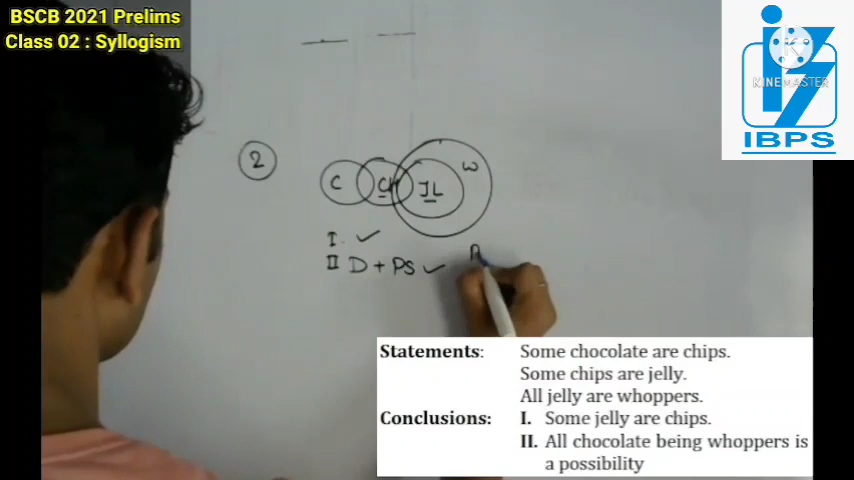 BSCB 2021 Prelims
Class 02 : Syllogism
KINEMASTER
IBPS
2
C Ch JL W
I. ✓
II D + PS ✓
Statements: Some chocolate are chips.
Some chips are jelly.
All jelly are whoppers.
Conclusions: I. Some jelly are chips.
II. All chocolate being whoppers is
a possibility